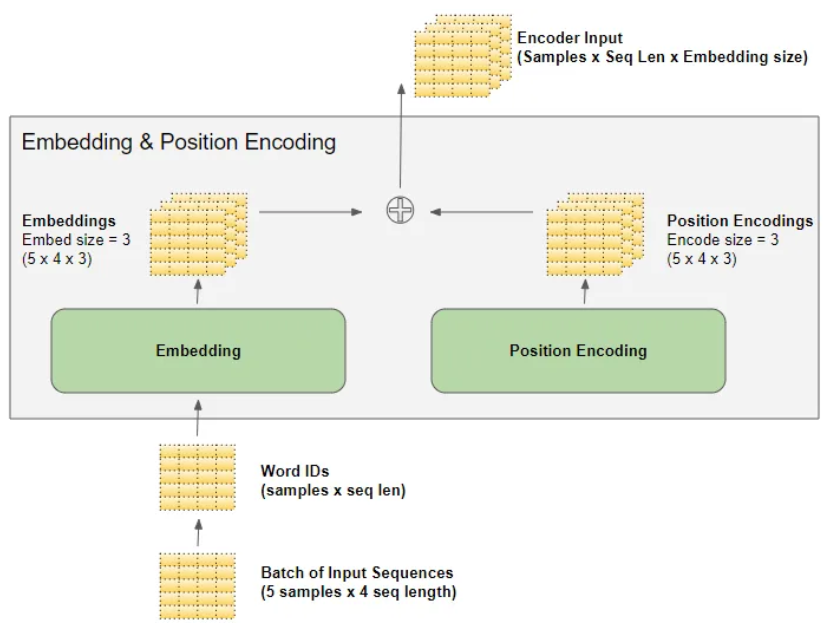 Encoder Input
(Samples x Seq Len x Embedding size)
Embedding & Position Encoding
Embeddings
Embed size = 3
(5 x 4 x 3)
Position Encodings
Encode size = 3
(5 x 4 x 3)
Embedding
Position Encoding
Word IDs
(samples x seq len)
Batch of Input Sequences
(5 samples x 4 seq length)